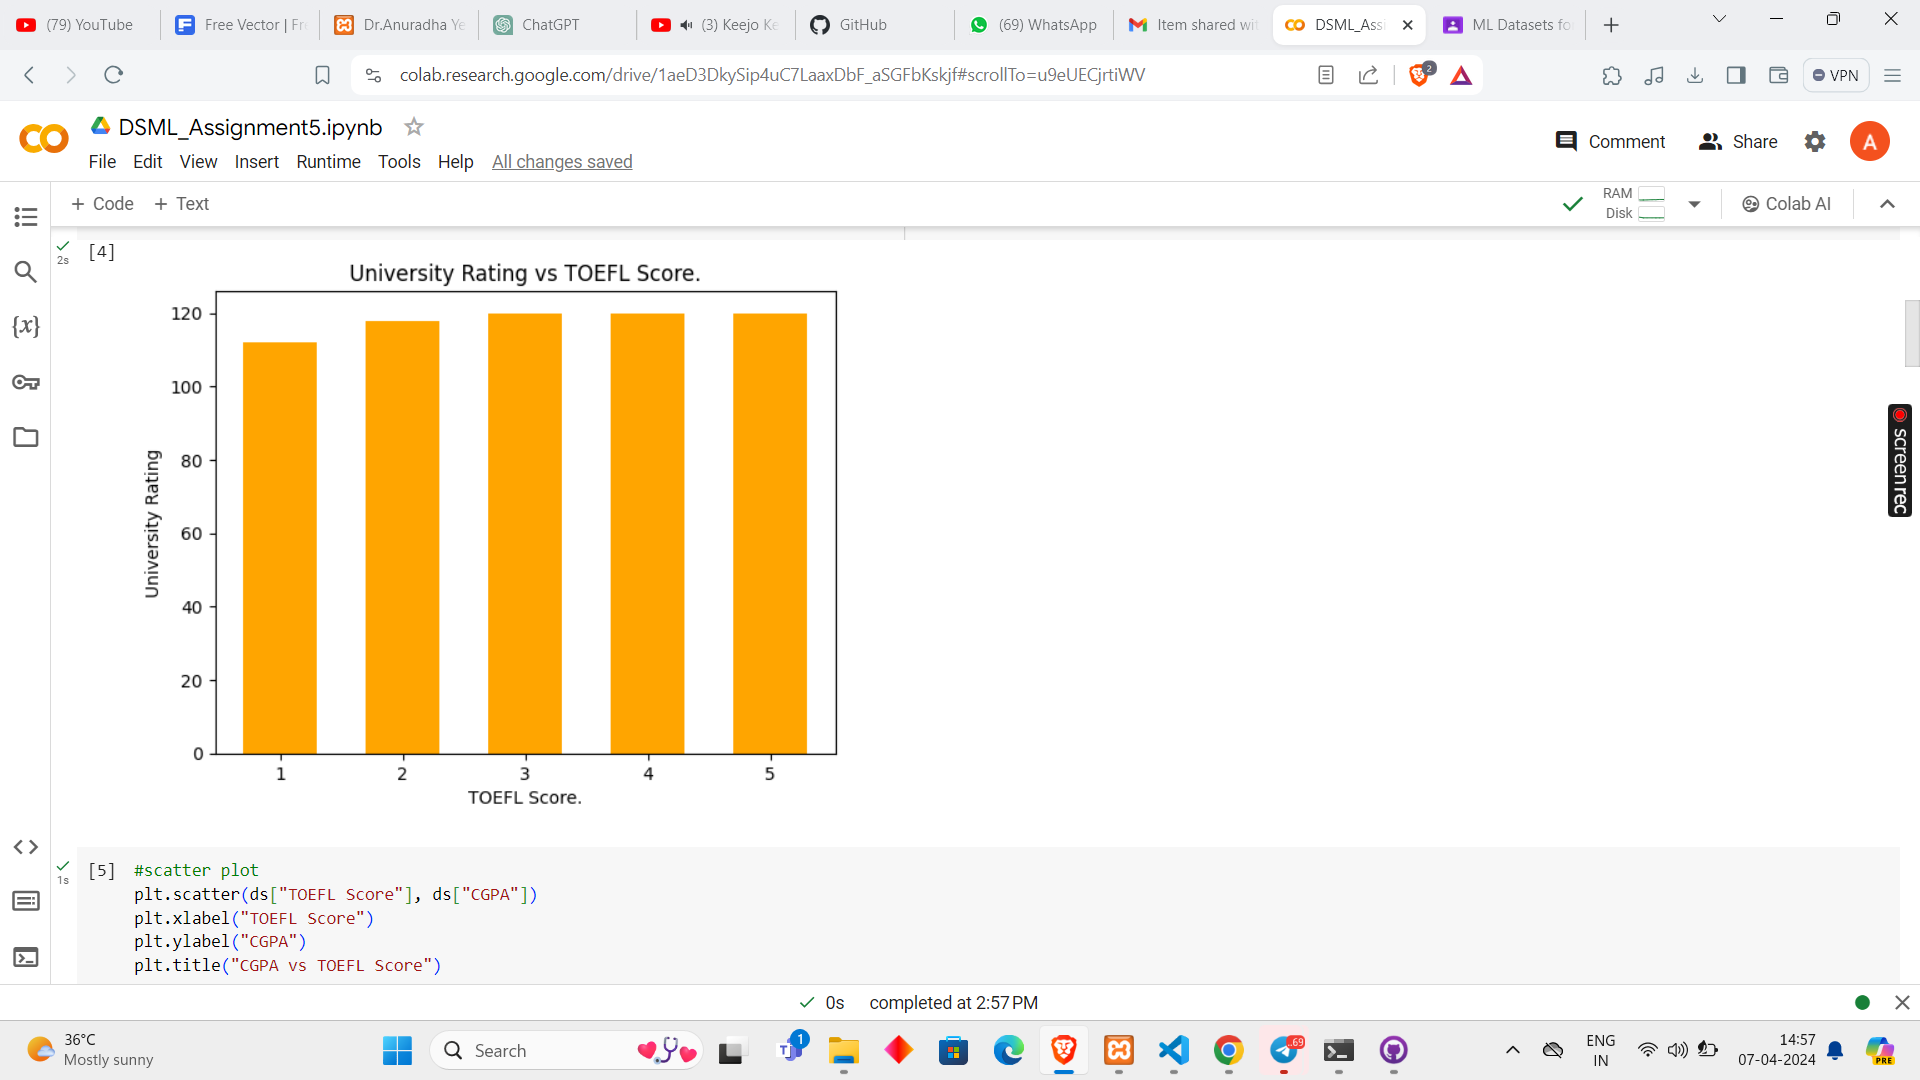 (79) YouTube
Free Vector | Fr
Dr.Anuradha Ye
ChatGPT
(3) Keejo Ke
GitHub
(69) WhatsApp
Item shared wit
DSML_Assi
ML Datasets fo
colab.research.google.com/drive/1aeD3DkySip4uC7LaaxDbF_aSGFbKskjf#scrollTo=u9eUECjrtiWV
2
VPN
DSML_Assignment5.ipynb
File Edit View Insert Runtime Tools Help All changes saved
Comment
Share
A
+ Code + Text
RAM
Disk
Colab AI
2s
[4]
University Rating vs TOEFL Score.
120
100
80
60
40
20
0
University Rating
1 2 3 4 5
TOEFL Score.
{x}
screenrec
1s
[5] #scatter plot
plt.scatter(ds["TOEFL Score"], ds["CGPA"])
plt.xlabel("TOEFL Score")
plt.ylabel("CGPA")
plt.title("CGPA vs TOEFL Score")
0s completed at 2:57 PM
36°C
Mostly sunny
Search
1
..69
ENG
IN
14:57
07-04-2024
PRE